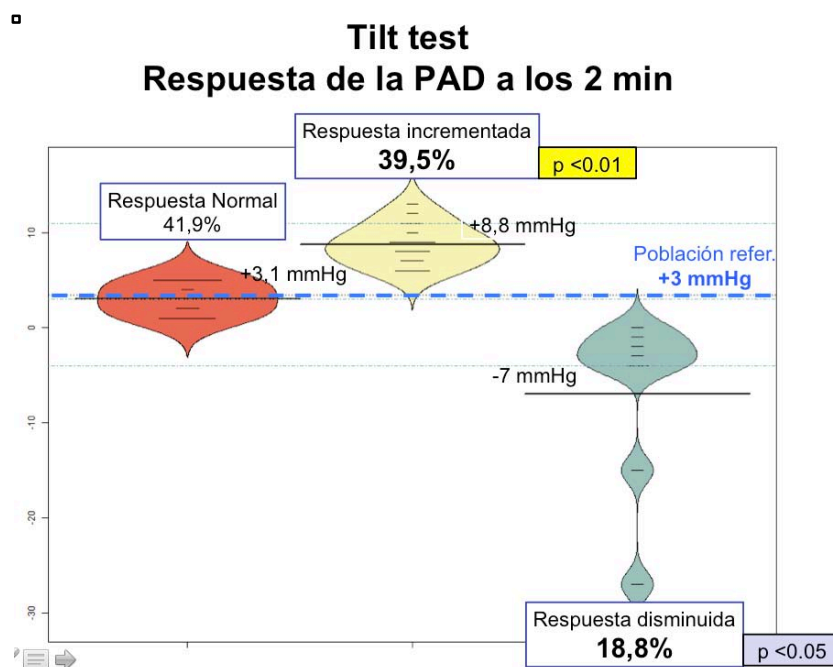 Tilt test
Respuesta de la PAD a los 2 min
Respuesta incrementada
39,5%
p <0.01
Respuesta Normal
41,9%
+8,8 mmHg
+3,1 mmHg
Población refer.
+3 mmHg
-7 mmHg
10
0
-10
-20
-30
Respuesta disminuida
18,8%
p <0.05